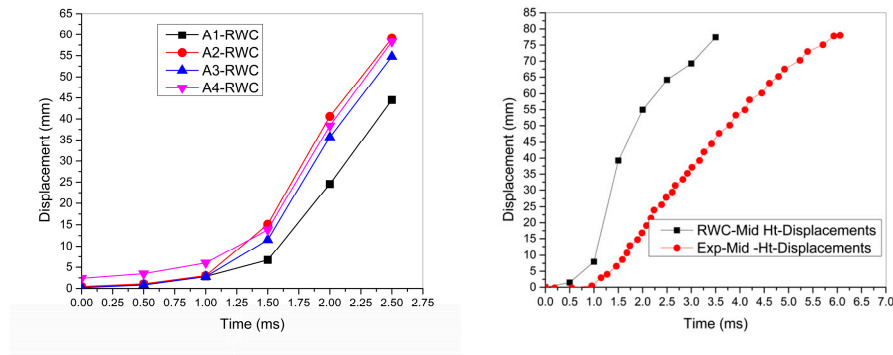 65
60
55
50
45
40
35
30
25
20
15
10
5
0
Displacement (mm)
A1-RWC
A2-RWC
A3-RWC
A4-RWC
0.00 0.25 0.50 0.75 1.00 1.25 1.50 1.75 2.00 2.25 2.50 2.75
Time (ms)
85
80
75
70
65
60
55
50
45
40
35
30
25
20
15
10
5
0
Displacement (mm)
RWC-Mid Ht-Displacements
Exp-Mid -Ht-Displacements
0.0 0.5 1.0 1.5 2.0 2.5 3.0 3.5 4.0 4.5 5.0 5.5 6.0 6.5 7.0
Time (ms)